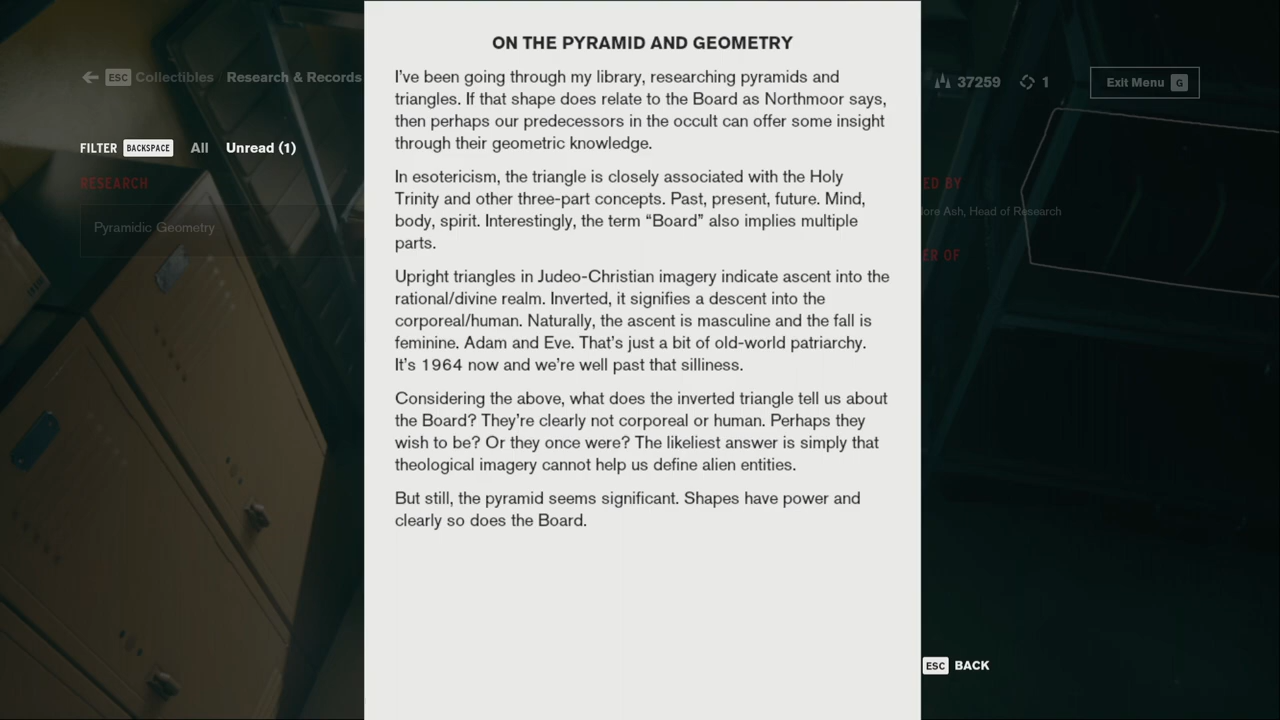 ON THE PYRAMID AND GEOMETRY
ESC Collectibles Research & Records
37259 1 Exit Menu G
FILTER BACKSPACE All Unread (1)
RESEARCH
Pyramidic Geometry
I've been going through my library, researching pyramids and
triangles. If that shape does relate to the Board as Northmoor says,
then perhaps our predecessors in the occult can offer some insight
through their geometric knowledge.
In esotericism, the triangle is closely associated with the Holy
Trinity and other three-part concepts. Past, present, future. Mind,
body, spirit. Interestingly, the term “Board” also implies multiple
parts.
Upright triangles in Judeo-Christian imagery indicate ascent into the
rational/divine realm. Inverted, it signifies a descent into the
corporeal/human. Naturally, the ascent is masculine and the fall is
feminine. Adam and Eve. That's just a bit of old-world patriarchy.
It's 1964 now and we're well past that silliness.
Considering the above, what does the inverted triangle tell us about
the Board? They're clearly not corporeal or human. Perhaps they
wish to be? Or they once were? The likeliest answer is simply that
theological imagery cannot help us define alien entities.
But still, the pyramid seems significant. Shapes have power and
clearly so does the Board.
ED BY
lore Ash, Head of Research
ER OF
ESC BACK